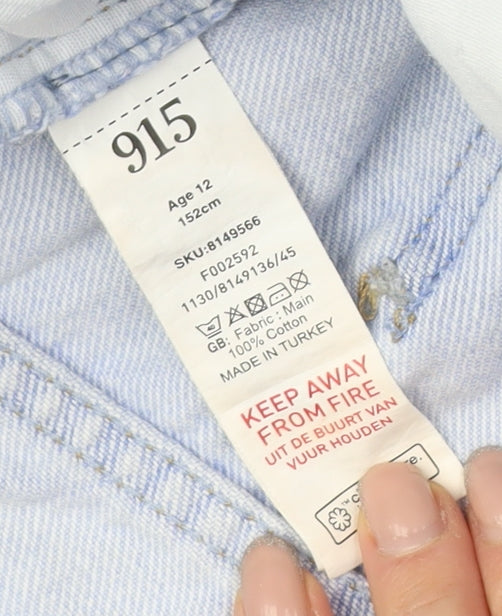 915
Age 12
152cm
SKU:8149566
F002592
1130/8149136/45
GB: Fabric : Main
100% Cotton
MADE IN TURKEY
KEEP AWAY
FROM FIRE
UIT DE BUURT VAN
VUUR HOUDEN